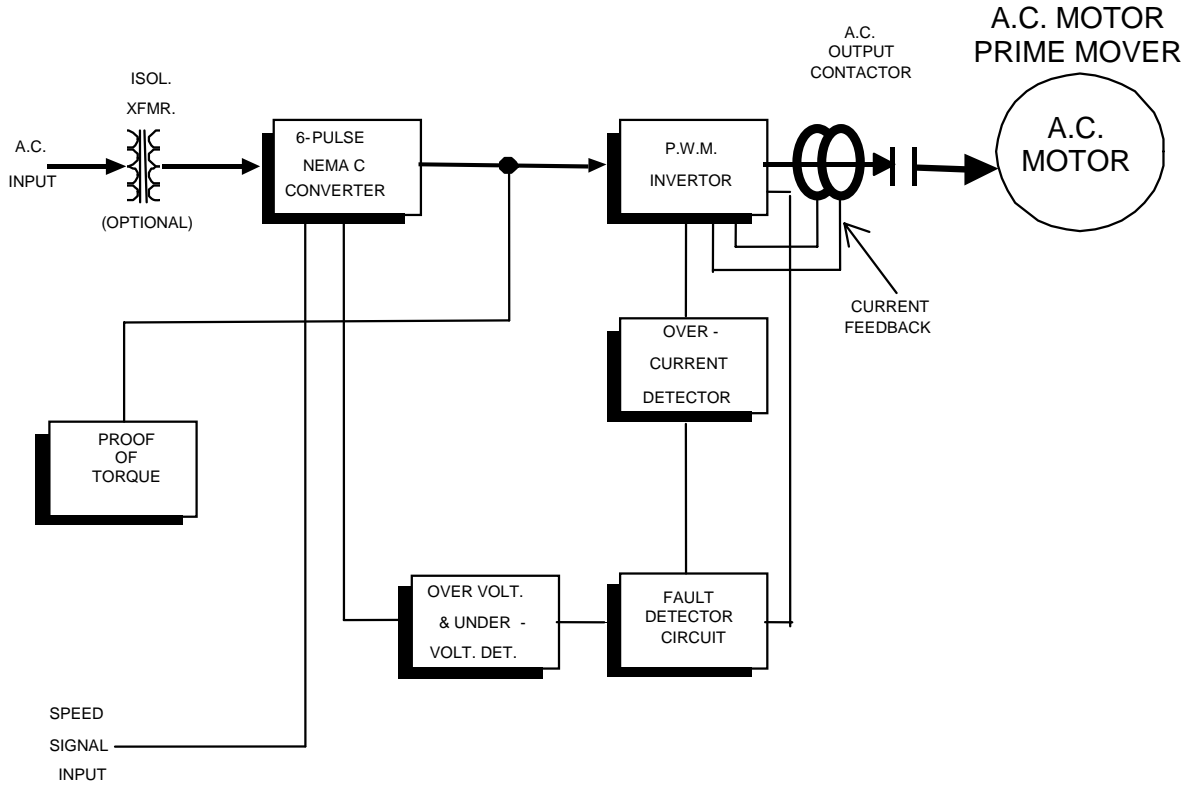 A.C. MOTOR
PRIME MOVER
A.C.
OUTPUT
CONTACTOR
ISOL.
XFMR.
A.C.
INPUT
(OPTIONAL)
6-PULSE
NEMA C
CONVERTER
P.W.M.
INVERTOR
A.C.
MOTOR
CURRENT
FEEDBACK
OVER -
CURRENT
DETECTOR
PROOF
OF
TORQUE
OVER VOLT.
& UNDER -
VOLT. DET.
FAULT
DETECTOR
CIRCUIT
SPEED
SIGNAL
INPUT